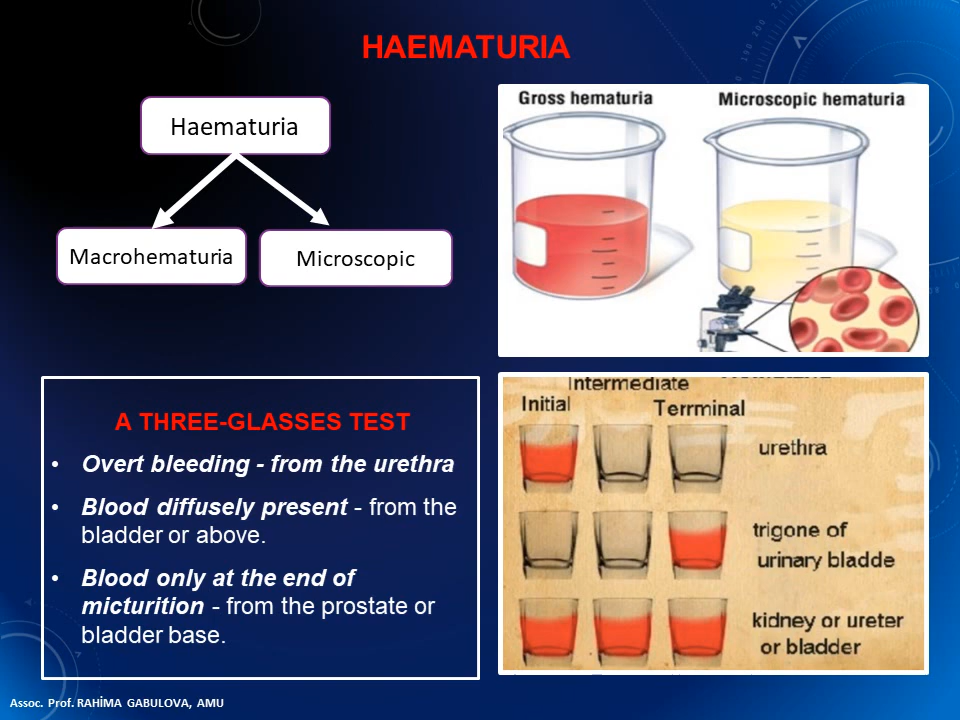 HAEMATURIA
Haematuria
Macrohematuria
Microscopic
Gross hematuria
Microscopic hematuria
A THREE-GLASSES TEST
• Overt bleeding - from the urethra
• Blood diffusely present - from the
bladder or above.
• Blood only at the end of
micturition - from the prostate or
bladder base.
Intermediate
Initial
Terrminal
urethra
trigone of
urinary bladde
kidney or ureter
or bladder
Assoc. Prof. RAHİMA GABULOVA, AMU